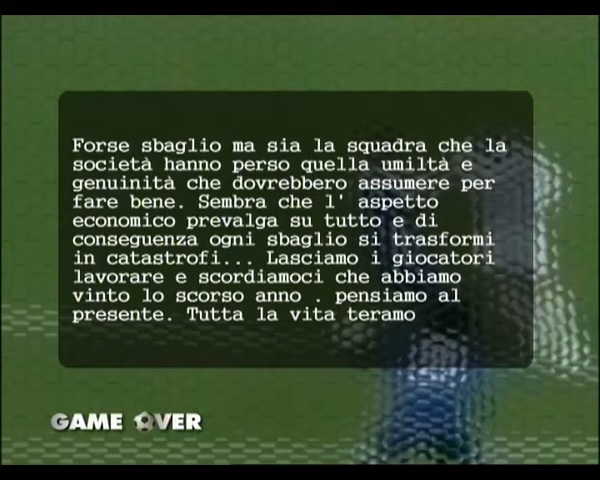 Forse sbaglio ma sia la squadra che la
società hanno perso quella umiltà e
genuinità che dovrebbero assumere per
fare bene. Sembra che l' aspetto
economico prevalga su tutto e di
conseguenza ogni sbaglio si trasformi
in catastrofi... Lasciamo i giocatori
lavorare e scordiamoci che abbiamo
vinto lo scorso anno . pensiamo al
presente. Tutta la vita teramo
GAME OVER